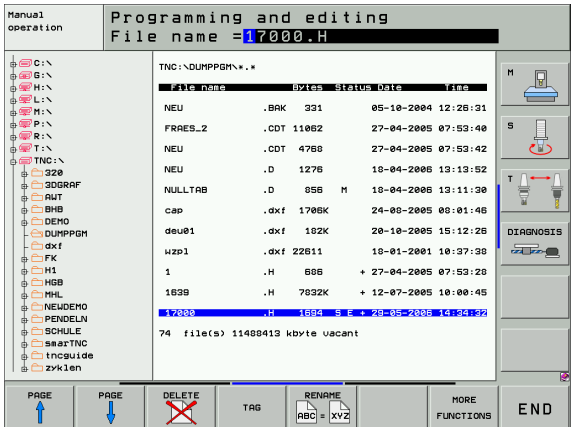 Manual
operation
Programming and editing
File name =17000.H
C:\
G:\
H:\
L:\
M:\
P:\
R:\
T:\
TNC:\
320
3DGRAF
AWT
BHB
DEMO
DUMPPGM
dxf
FK
H1
HGB
MHL
NEWDEMO
PENDELN
SCHULE
smarTNC
tncguide
zyklen
TNC:\DUMPPGM\*.*
File name Bytes Status Date Time
NEU .BAK 331 05-10-2004 12:26:31
FRAES_2 .CDT 11062 27-04-2005 07:53:40
NEU .CDT 4768 27-04-2005 07:53:42
NEU .D 1276 18-04-2006 13:13:52
NULLTAB .D 856 M 18-04-2006 13:11:30
cap .dxf 1706K 24-08-2005 08:01:46
deu01 .dxf 182K 20-10-2005 15:12:26
wzpl .dxf 22611 18-01-2001 10:37:38
1 .H 686 + 27-04-2005 07:53:28
1639 .H 7832K + 12-07-2005 10:00:45
17000 .H 1694 S E + 29-05-2006 14:34:32
74 file(s) 11488413 kbyte vacant
M
S
T
DIAGNOSIS
PAGE
PAGE
DELETE
TAG
RENAME
ABC = XYZ
MORE
FUNCTIONS
END